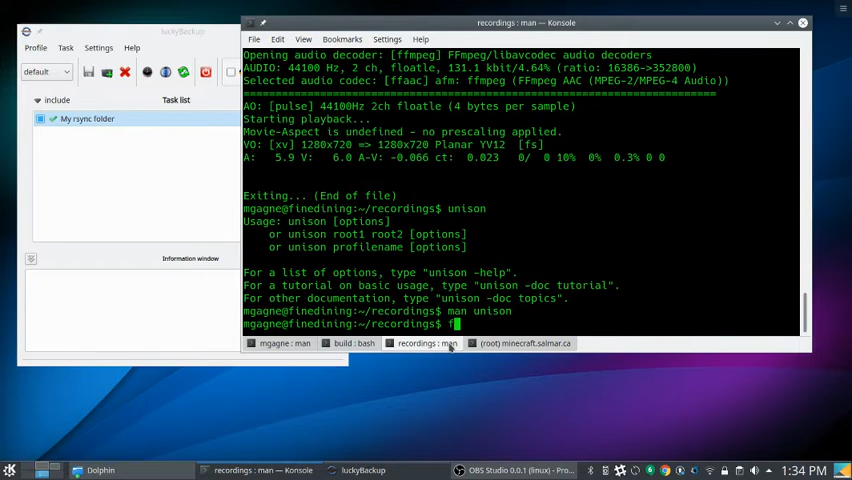 luckyBackup
Profile Task Settings Help
default
include Task list
My rsync folder
Information window
recordings : man — Konsole
File Edit View Bookmarks Settings Help
Opening audio decoder: [ffmpeg] FFmpeg/libavcodec audio decoders
AUDIO: 44100 Hz, 2 ch, floatle, 131.1 kbit/4.64% (ratio: 16386->352800)
Selected audio codec: [ffaac] afm: ffmpeg (FFmpeg AAC (MPEG-2/MPEG-4 Audio))
==========================================================================
AO: [pulse] 44100Hz 2ch floatle (4 bytes per sample)
Starting playback...
Movie-Aspect is undefined - no prescaling applied.
VO: [xv] 1280x720 => 1280x720 Planar YV12 [fs]
A: 5.9 V: 6.0 A-V: -0.066 ct: 0.023 0/ 0 10% 0% 0.3% 0 0
Exiting... (End of file)
mgagne@finedining:~/recordings$ unison
Usage: unison [options]
or unison root1 root2 [options]
or unison profilename [options]
For a list of options, type "unison -help".
For a tutorial on basic usage, type "unison -doc tutorial".
For other documentation, type "unison -doc topics".
mgagne@finedining:~/recordings$ man unison
mgagne@finedining:~/recordings$ f
mgagne : man build : bash recordings : man (root) minecraft.salmar.ca
Dolphin recordings : man — Konsole luckyBackup OBS Studio 0.0.1 (linux) - Pro... 1:34 PM